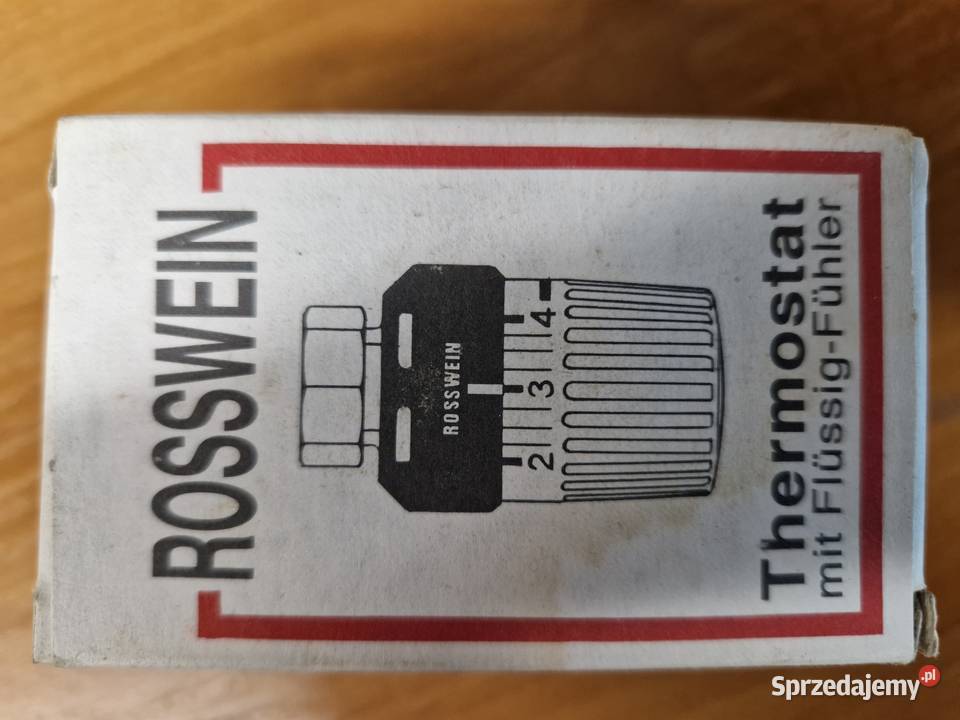 ROSSWEIN
ROSSWEIN
2 3 4
Thermostat
mit Flüssig-Fühler
Sprzedajemy.pl